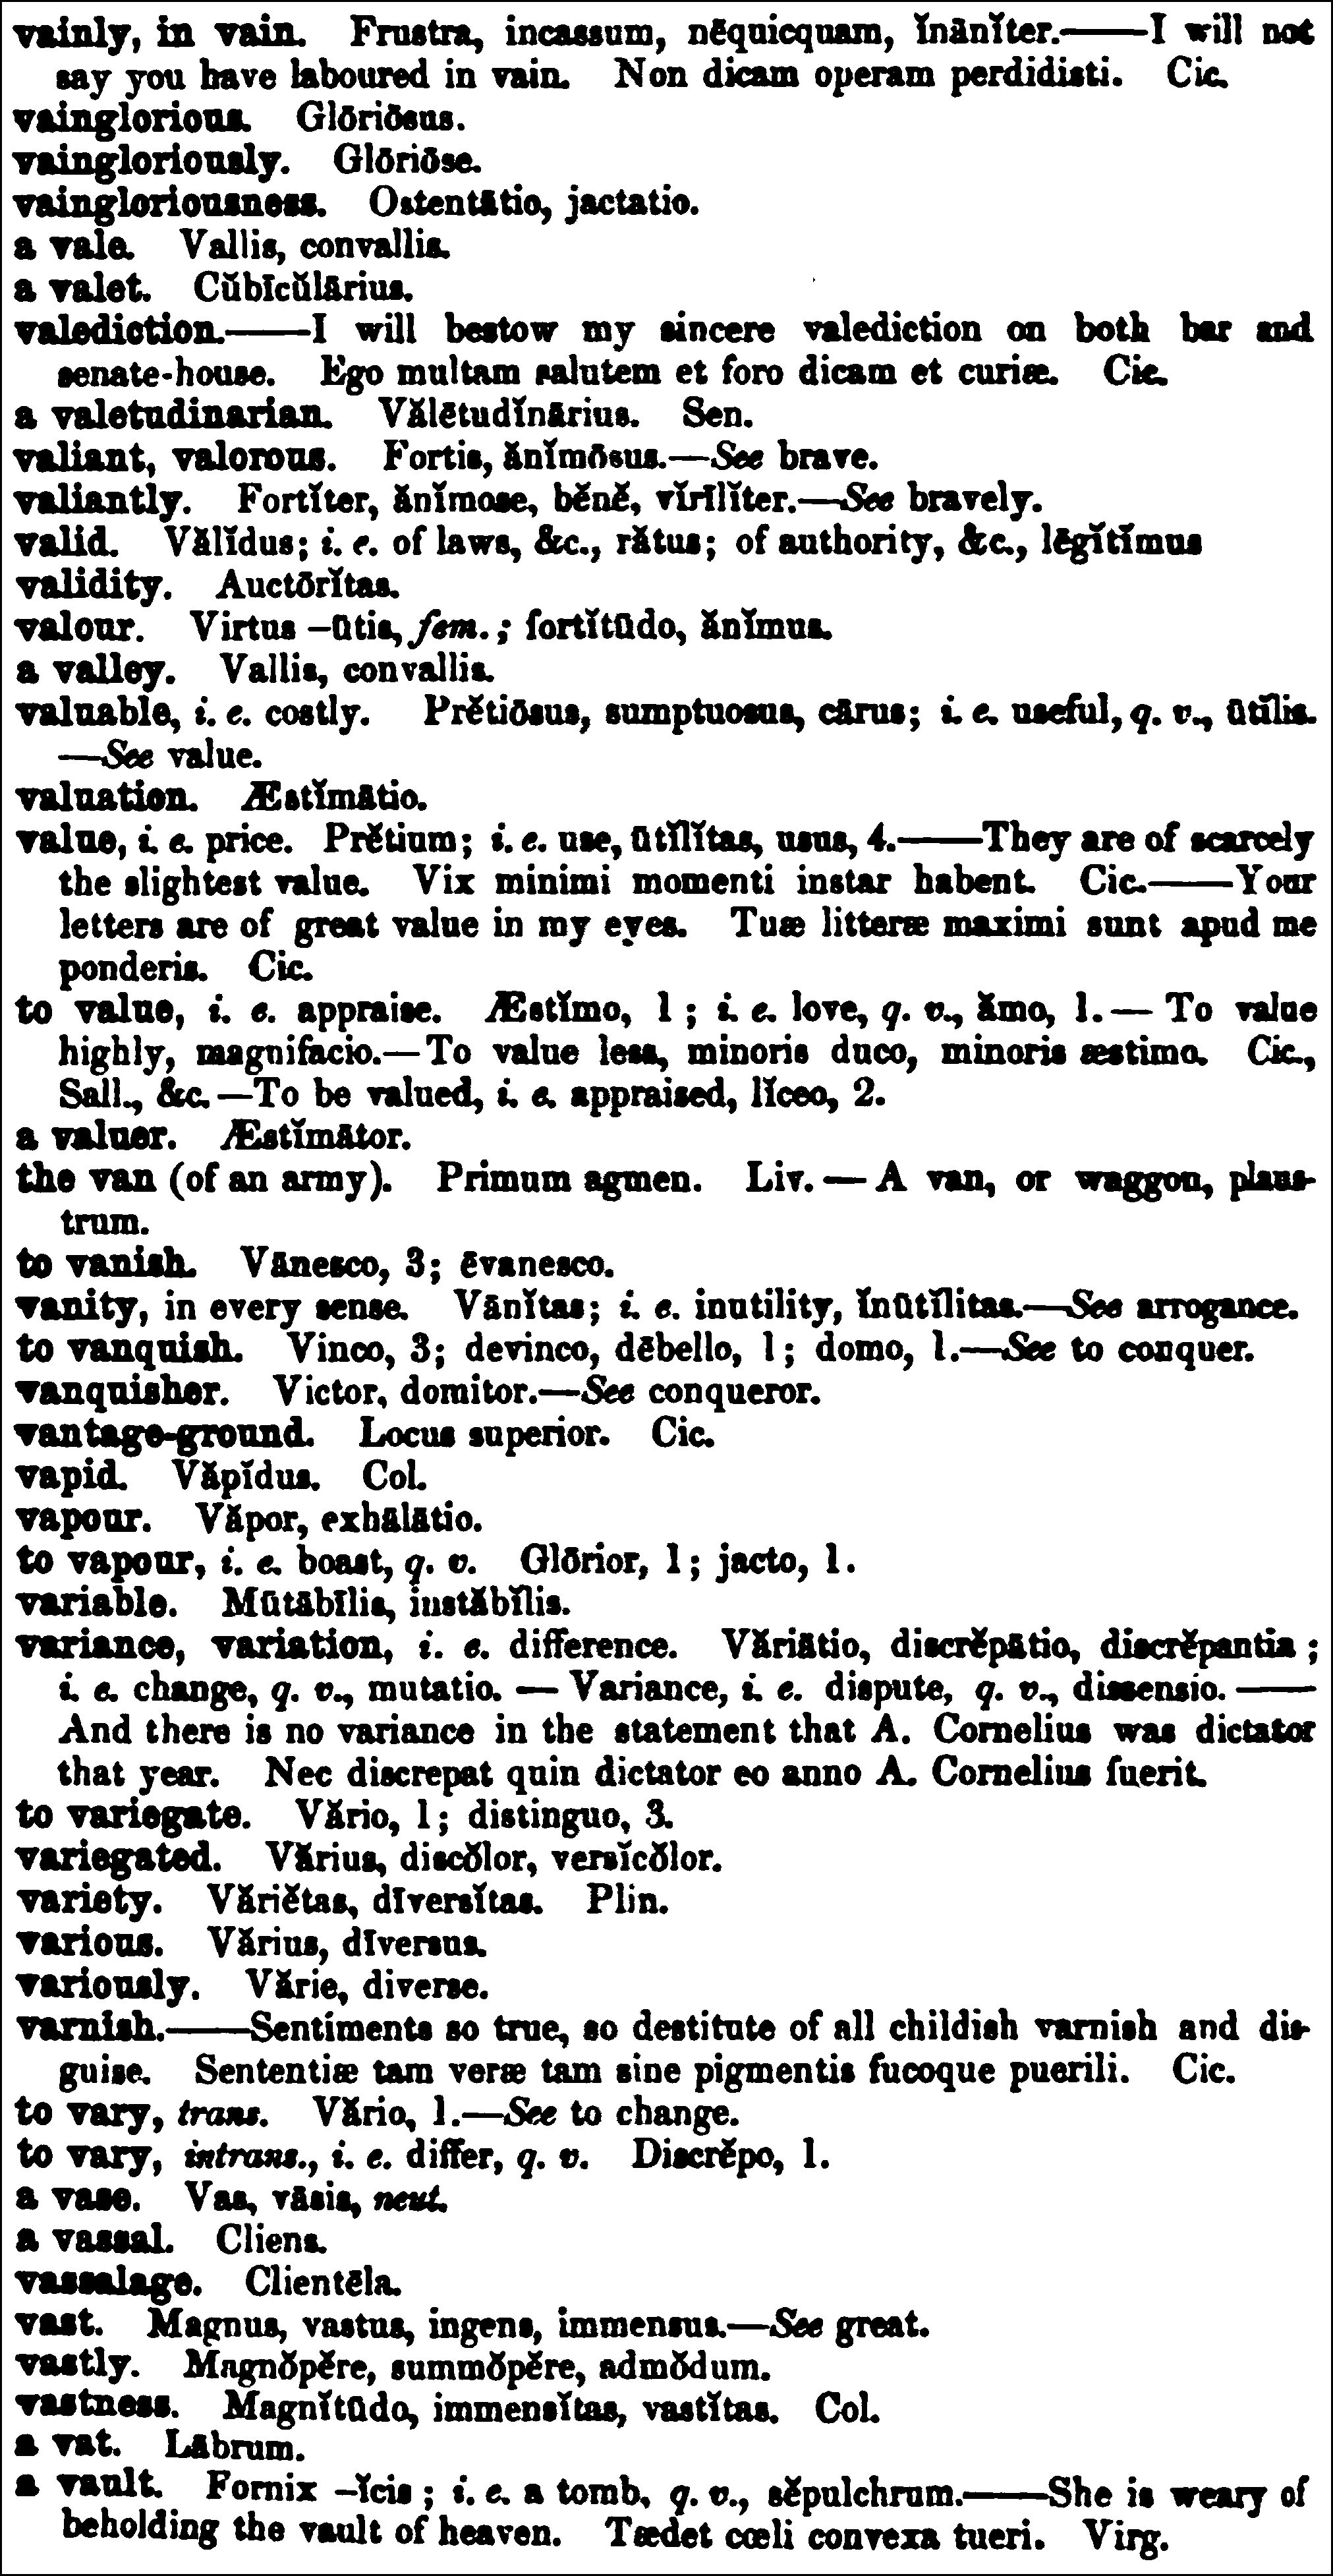 vainly, in vain. Frustra, incassum, nēquicquam, ĭnānĭter.——I will not
say you have laboured in vain. Non dicam operam perdidisti. Cic.
vainglorious. Glōriōsus.
vaingloriously. Glōriōse.
vaingloriousness. Ostentātio, jactatio.
a vale. Vallis, convallis.
a valet. Cŭbīcŭlārius.
valediction.——I will bestow my sincere valediction on both bar and
senate-house. Ego multam salutem et foro dicam et curiæ. Cic.
a valetudinarian. Vălētudĭnārius. Sen.
valiant, valorous. Fortis, ănĭmōsus.—See brave.
valiantly. Fortĭter, ănĭmose, bĕnĕ, vĭrīlĭter.—See bravely.
valid. Vălĭdus; i. e. of laws, &c., rătus; of authority, &c., lēgĭtĭmus
validity. Auctōrĭtas.
valour. Virtus –ūtis, fem.; fortĭtūdo, ănĭmus.
a valley. Vallis, convallis.
valuable, i. e. costly. Prĕtiōsus, sumptuosus, cārus; i. e. useful, q. v., ūtĭlis.
—See value.
valuation. Æstĭmātio.
value, i. e. price. Prĕtium; i. e. use, ūtĭlĭtas, usus, 4.——They are of scarcely
the slightest value. Vix minimi momenti instar habent. Cic.——Your
letters are of great value in my eyes. Tuæ litteræ maximi sunt apud me
ponderis. Cic.
to value, i. e. appraise. Æstĭmo, 1; i. e. love, q. v., ămo, 1.— To value
highly, magnifacio.—To value less, minoris duco, minoris æstimo. Cic.,
Sall., &c.—To be valued, i. e. appraised, lĭceo, 2.
a valuer. Æstĭmātor.
the van (of an army). Primum agmen. Liv. — A van, or waggon, plaus-
trum.
to vanish. Vānesco, 3; ēvanesco.
vanity, in every sense. Vānĭtas; i. e. inutility, ĭnūtĭlitas.—See arrogance.
to vanquish. Vinco, 3; devinco, dēbello, 1; domo, 1.—See to conquer.
vanquisher. Victor, domitor.—See conqueror.
vantage-ground. Locus superior. Cic.
vapid. Văpĭdus. Col.
vapour. Văpor, exhālātio.
to vapour, i. e. boast, q. v. Glōrior, 1; jacto, 1.
variable. Mūtābīlis, instăbĭlis.
variance, variation, i. e. difference. Văriātio, discrĕpātio, discrĕpantia;
i. e. change, q. v., mutatio. — Variance, i. e. dispute, q. v., dissensio. ——
And there is no variance in the statement that A. Cornelius was dictator
that year. Nec discrepat quin dictator eo anno A. Cornelius fuerit.
to variegate. Vărio, 1; distinguo, 3.
variegated. Vărius, discŏlor, versĭcŏlor.
variety. Văriĕtas, dīversĭtas. Plin.
various. Vărius, dīversus.
variously. Vărie, diverse.
varnish.——Sentiments so true, so destitute of all childish varnish and dis-
guise. Sententiæ tam veræ tam sine pigmentis fucoque puerili. Cic.
to vary, trans. Vărio, 1.—See to change.
to vary, intrans., i. e. differ, q. v. Discrĕpo, 1.
a vase. Vas, vāsis, neut.
a vassal. Cliens.
vassalage. Clientēla.
vast. Magnus, vastus, ingens, immensus.—See great.
vastly. Magnŏpĕre, summŏpĕre, admŏdum.
vastness. Magnĭtūdo, immensĭtas, vastĭtas. Col.
a vat. Lābrum.
a vault. Fornix –ĭcis; i. e. a tomb, q. v., sĕpulchrum.——She is weary of
beholding the vault of heaven. Tædet cœli convexa tueri. Virg.